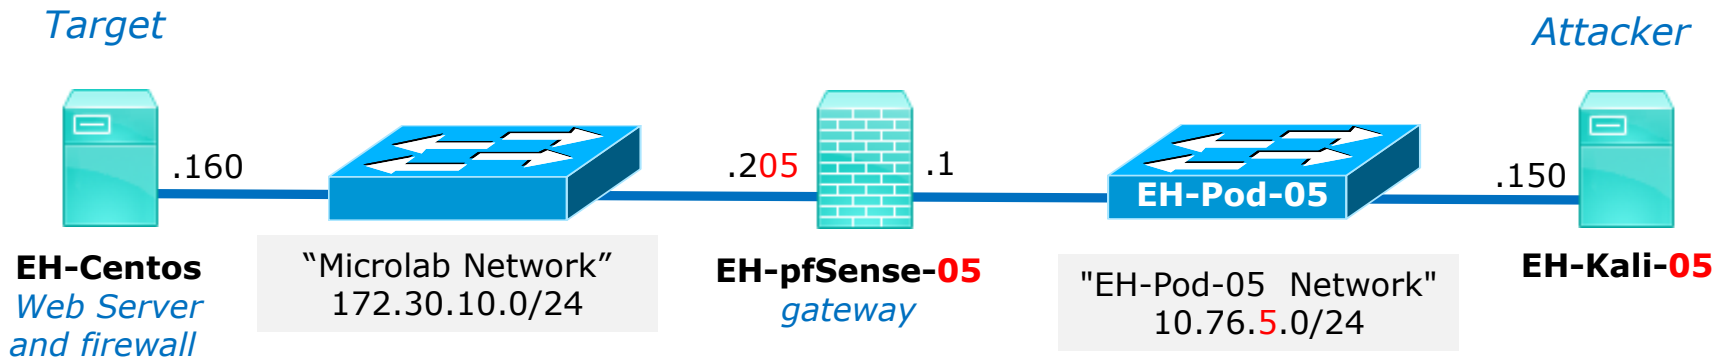 Target
Attacker
.160
.205
.1
EH-Pod-05
.150
EH-Centos
Web Server
and firewall
“Microlab Network”
172.30.10.0/24
EH-pfSense-05
gateway
"EH-Pod-05  Network"
10.76.5.0/24
EH-Kali-05